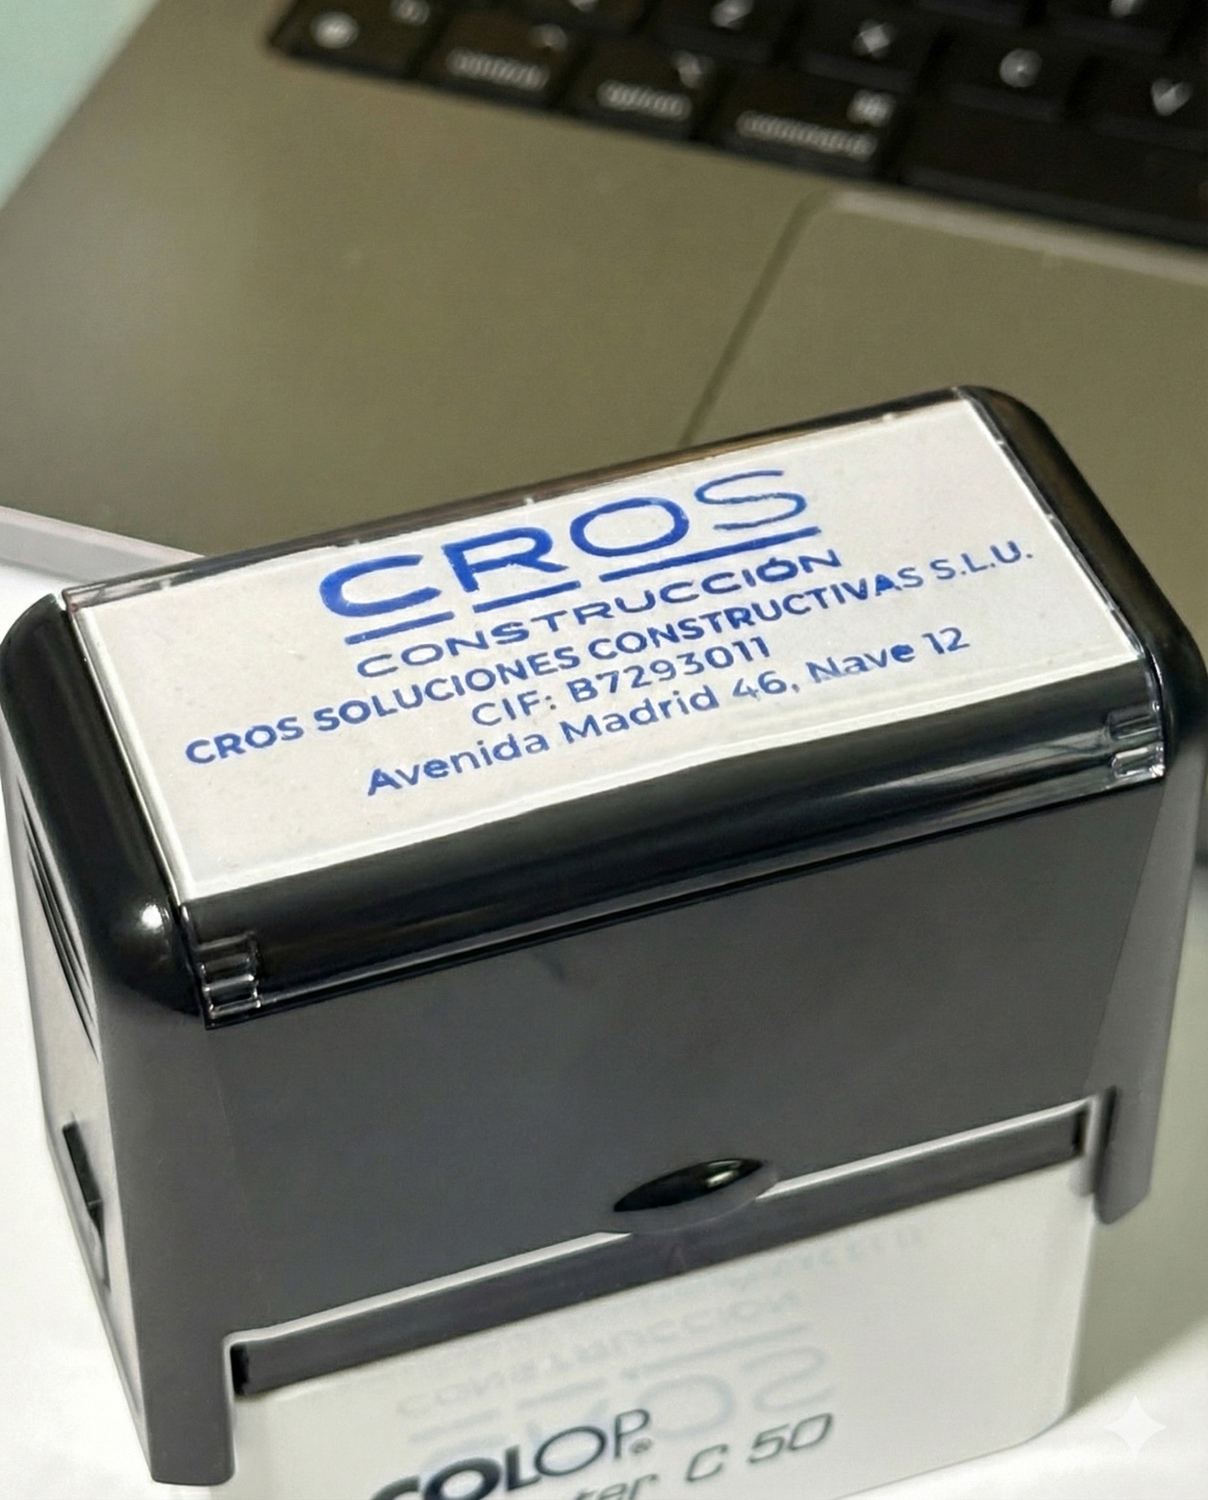 CROS
CONSTRUCCIÓN
CROS SOLUCIONES CONSTRUCTIVAS S.L.U.
CIF: B7293011
Avenida Madrid 46, Nave 12
COLOP
C 50